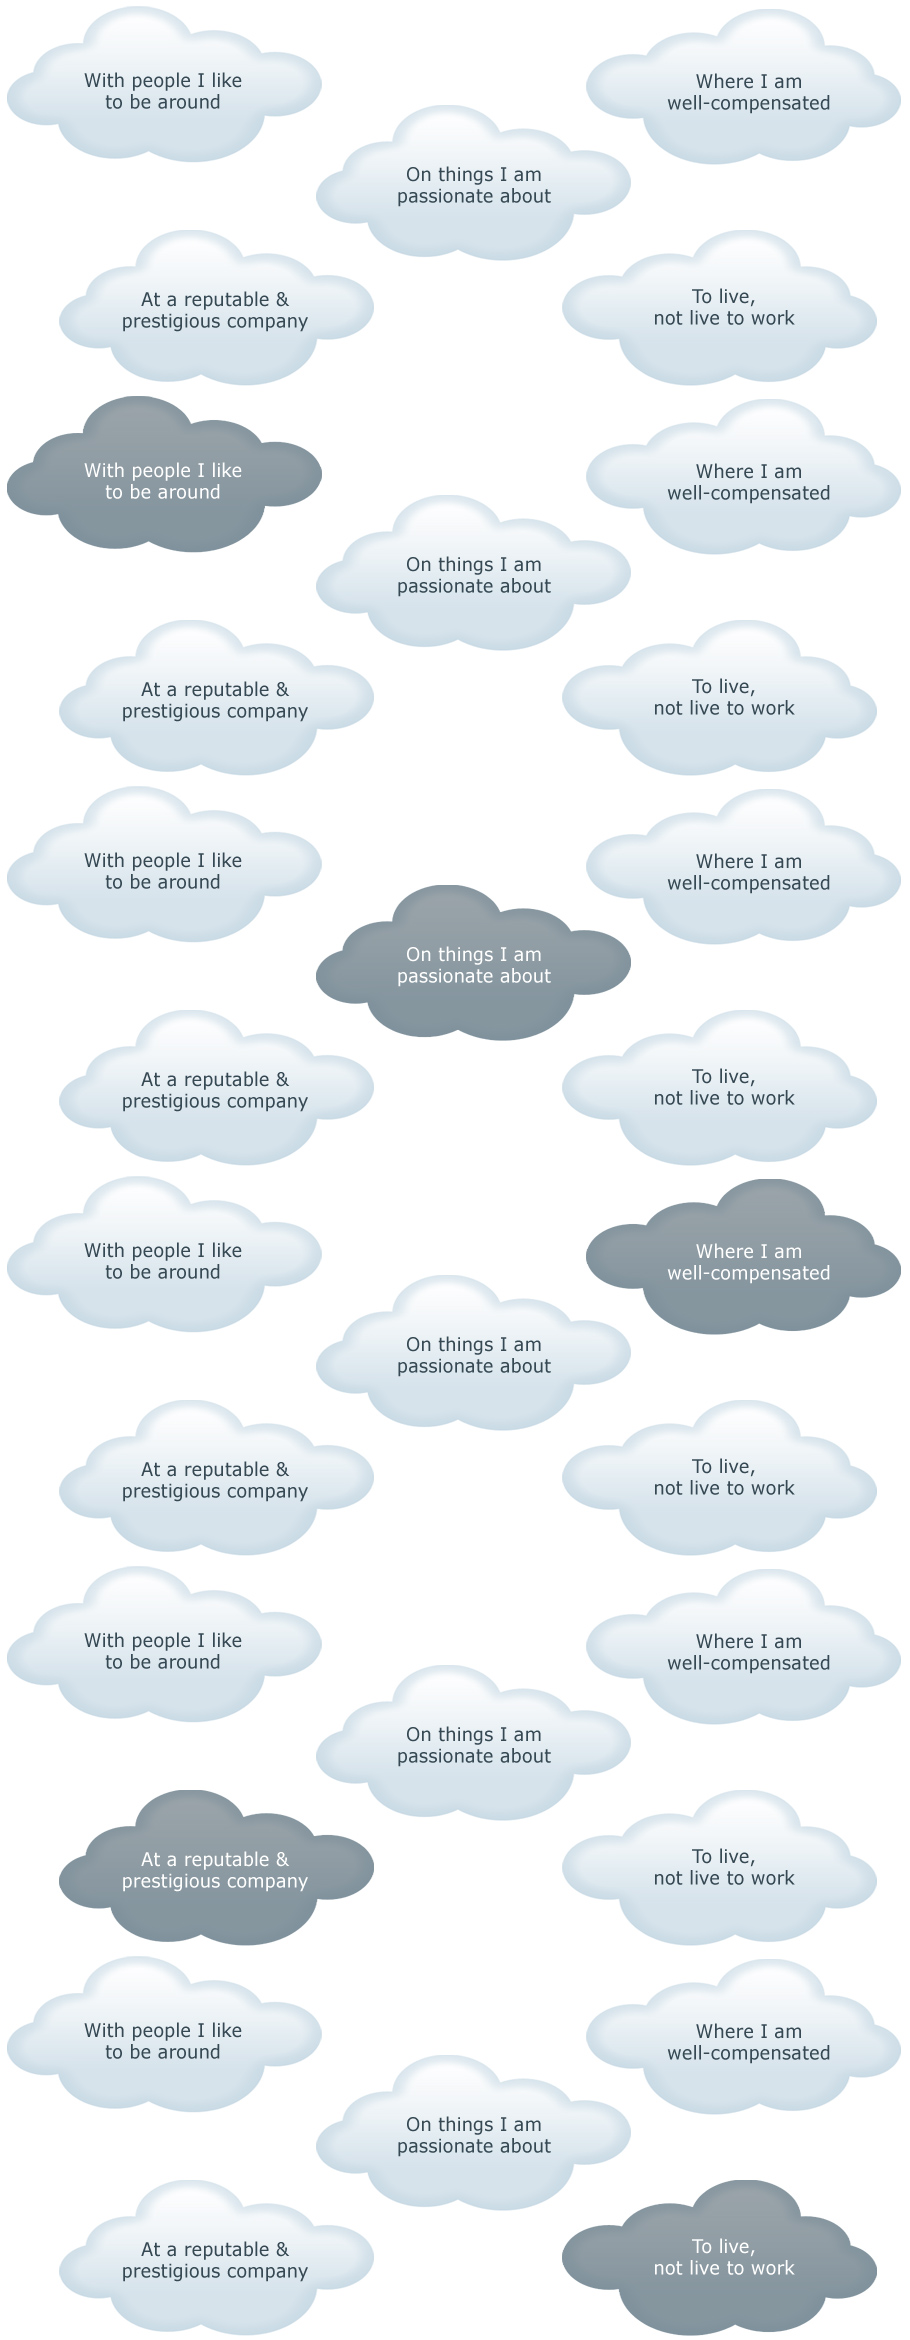 With people I like
to be around
Where I am
well-compensated
On things I am
passionate about
At a reputable &
prestigious company
To live,
not live to work
With people I like
to be around
Where I am
well-compensated
On things I am
passionate about
At a reputable &
prestigious company
To live,
not live to work
With people I like
to be around
Where I am
well-compensated
On things I am
passionate about
At a reputable &
prestigious company
To live,
not live to work
With people I like
to be around
Where I am
well-compensated
On things I am
passionate about
At a reputable &
prestigious company
To live,
not live to work
With people I like
to be around
Where I am
well-compensated
On things I am
passionate about
At a reputable &
prestigious company
To live,
not live to work
With people I like
to be around
Where I am
well-compensated
On things I am
passionate about
At a reputable &
prestigious company
To live,
not live to work